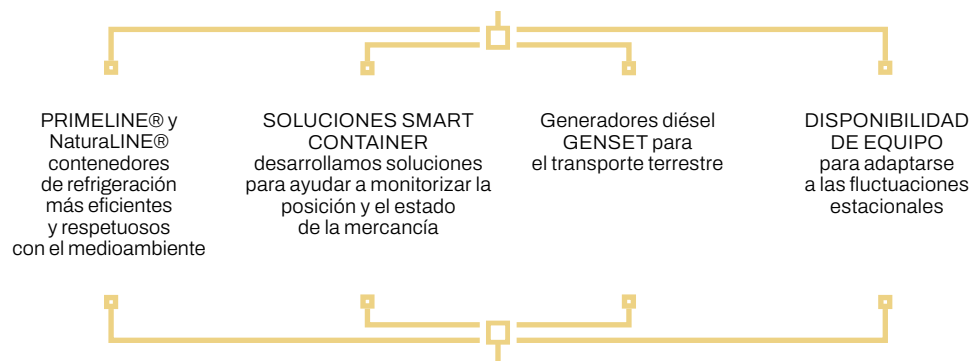 PRIMELINE® y
NaturaLINE®
contenedores
de refrigeración
más eficientes
y respetuosos
con el medioambiente
SOLUCIONES SMART
CONTAINER
desarrollamos soluciones
para ayudar a monitorizar la
posición y el estado
de la mercancía
Generadores diésel
GENSET para
el transporte terrestre
DISPONIBILIDAD
DE EQUIPO
para adaptarse
a las fluctuaciones
estacionales